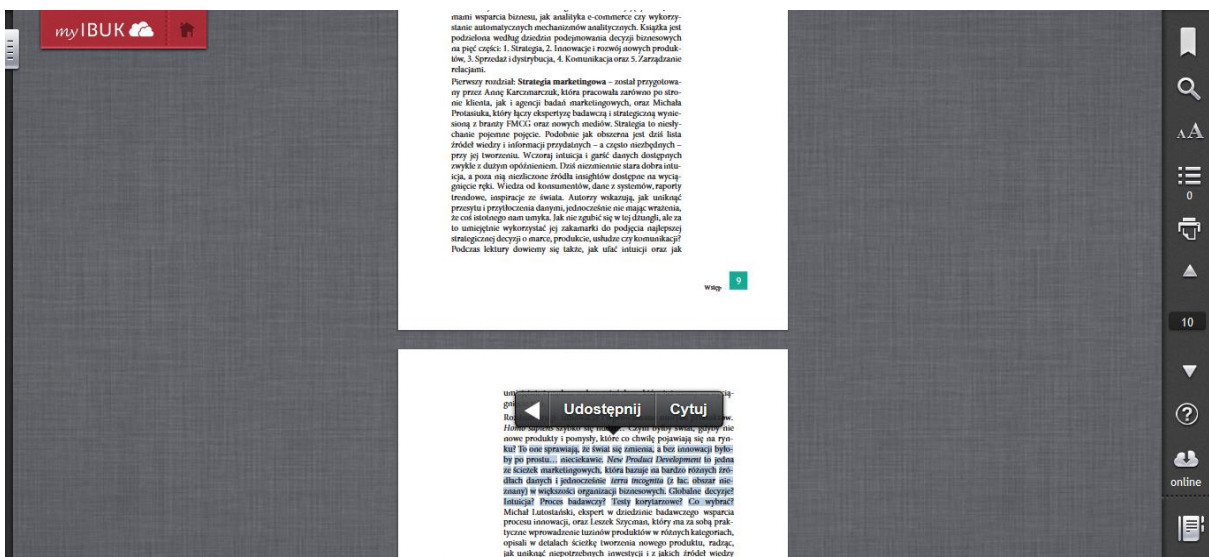 myIBUK
mami wsparcia biznesu, jak analityka e-commerce czy wykorzy-
stanie automatycznych mechanizmów analitycznych. Książka jest
podzielona według dziedzin podejmowania decyzji biznesowych
na pięć części: 1. Strategia, 2. Innowacje i rozwój nowych produk-
tów, 3. Sprzedaż i dystrybucja, 4. Komunikacja oraz 5. Zarządzanie
relacjami.
Pierwszy rozdział: Strategia marketingowa – został przygotowa-
ny przez Annę Karczmarczuk, która pracowała zarówno po stro-
nie klienta, jak i agencji badań marketingowych, oraz Michała
Protasiuka, który łączy ekspertyzę badawczą i strategiczną wynie-
sioną z branży FMCG oraz nowych mediów. Strategia to niesły-
chanie pojemne pojęcie. Podobnie jak obszerna jest dziś lista
źródeł wiedzy i informacji przydatnych – a często niezbędnych –
przy jej tworzeniu. Wczoraj intuicja i garść danych dostępnych
zwykle z dużym opóźnieniem. Dziś niezmiennie stara dobra intu-
icja, a poza nią niezliczone źródła insightów dostępne na wycią-
gnięcie ręki. Wiedza od konsumentów, dane z systemów, raporty
trendowe, inspiracje ze świata. Autorzy wskazują, jak uniknąć
przesytu i przytłoczenia danymi, jednocześnie nie mając wrażenia,
że coś istotnego nam umyka. Jak nie zgubić się w tej dżungli, ale za
to umiejętnie wykorzystać jej zakamarki do podjęcia najlepszej
strategicznej decyzji o marce, produkcie, usłudze czy komunikacji?
Podczas lektury dowiemy się także, jak ufać intuicji oraz jak
Wstęp
9
Udostępnij Cytuj
Homo sapiens szybko się nudzi... Czym byłby świat, gdyby nie
nowe produkty i pomysły, które co chwilę pojawiają się na ryn-
ku? To one sprawiają, że świat się zmienia, a bez innowacji było-
by po prostu... nieciekawie. New Product Development to jedna
ze ścieżek marketingowych, która bazuje na bardzo różnych źró-
dłach danych i jednocześnie terra incognita (z łac. obszar nie-
znany) w większości organizacji biznesowych. Globalne decyzje?
Intuicja? Proces badawczy? Testy korytarzowe? Co wybrać?
Michał Lutostański, ekspert w dziedzinie badawczego wsparcia
procesu innowacji, oraz Leszek Szycman, który ma za sobą prak-
tyczne wprowadzenie tuzinów produktów w różnych kategoriach,
opisali w detalach ścieżkę tworzenia nowego produktu, radząc,
jak uniknąć niepotrzebnych inwestycji i z jakich źródeł wiedzy
AA
0
10
?
online